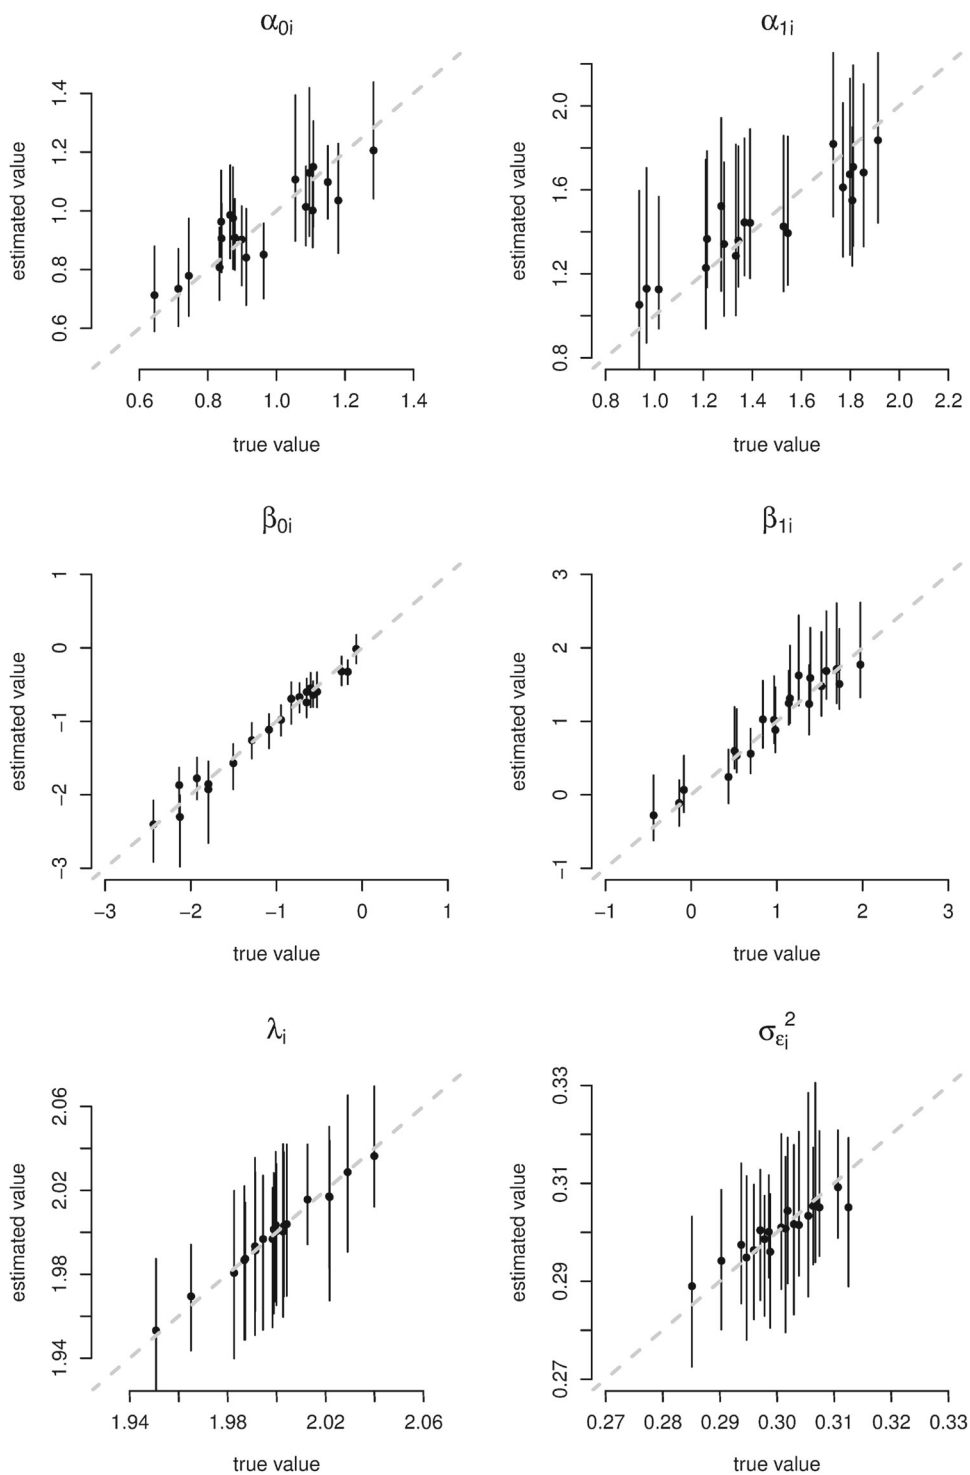 α0i
estimated value
0.6 0.8 1.0 1.2 1.4
0.6 0.8 1.0 1.2 1.4
true value
α1i
estimated value
0.8 1.2 1.6 2.0
0.8 1.0 1.2 1.4 1.6 1.8 2.0 2.2
true value
β0i
estimated value
−3 −2 −1 0 1
−3 −2 −1 0 1
true value
β1i
estimated value
−1 0 1 2 3
−1 0 1 2 3
true value
λi
estimated value
1.94 1.98 2.02 2.06
1.94 1.98 2.02 2.06
true value
σεi2
estimated value
0.27 0.29 0.31 0.33
0.27 0.28 0.29 0.30 0.31 0.32 0.33
true value